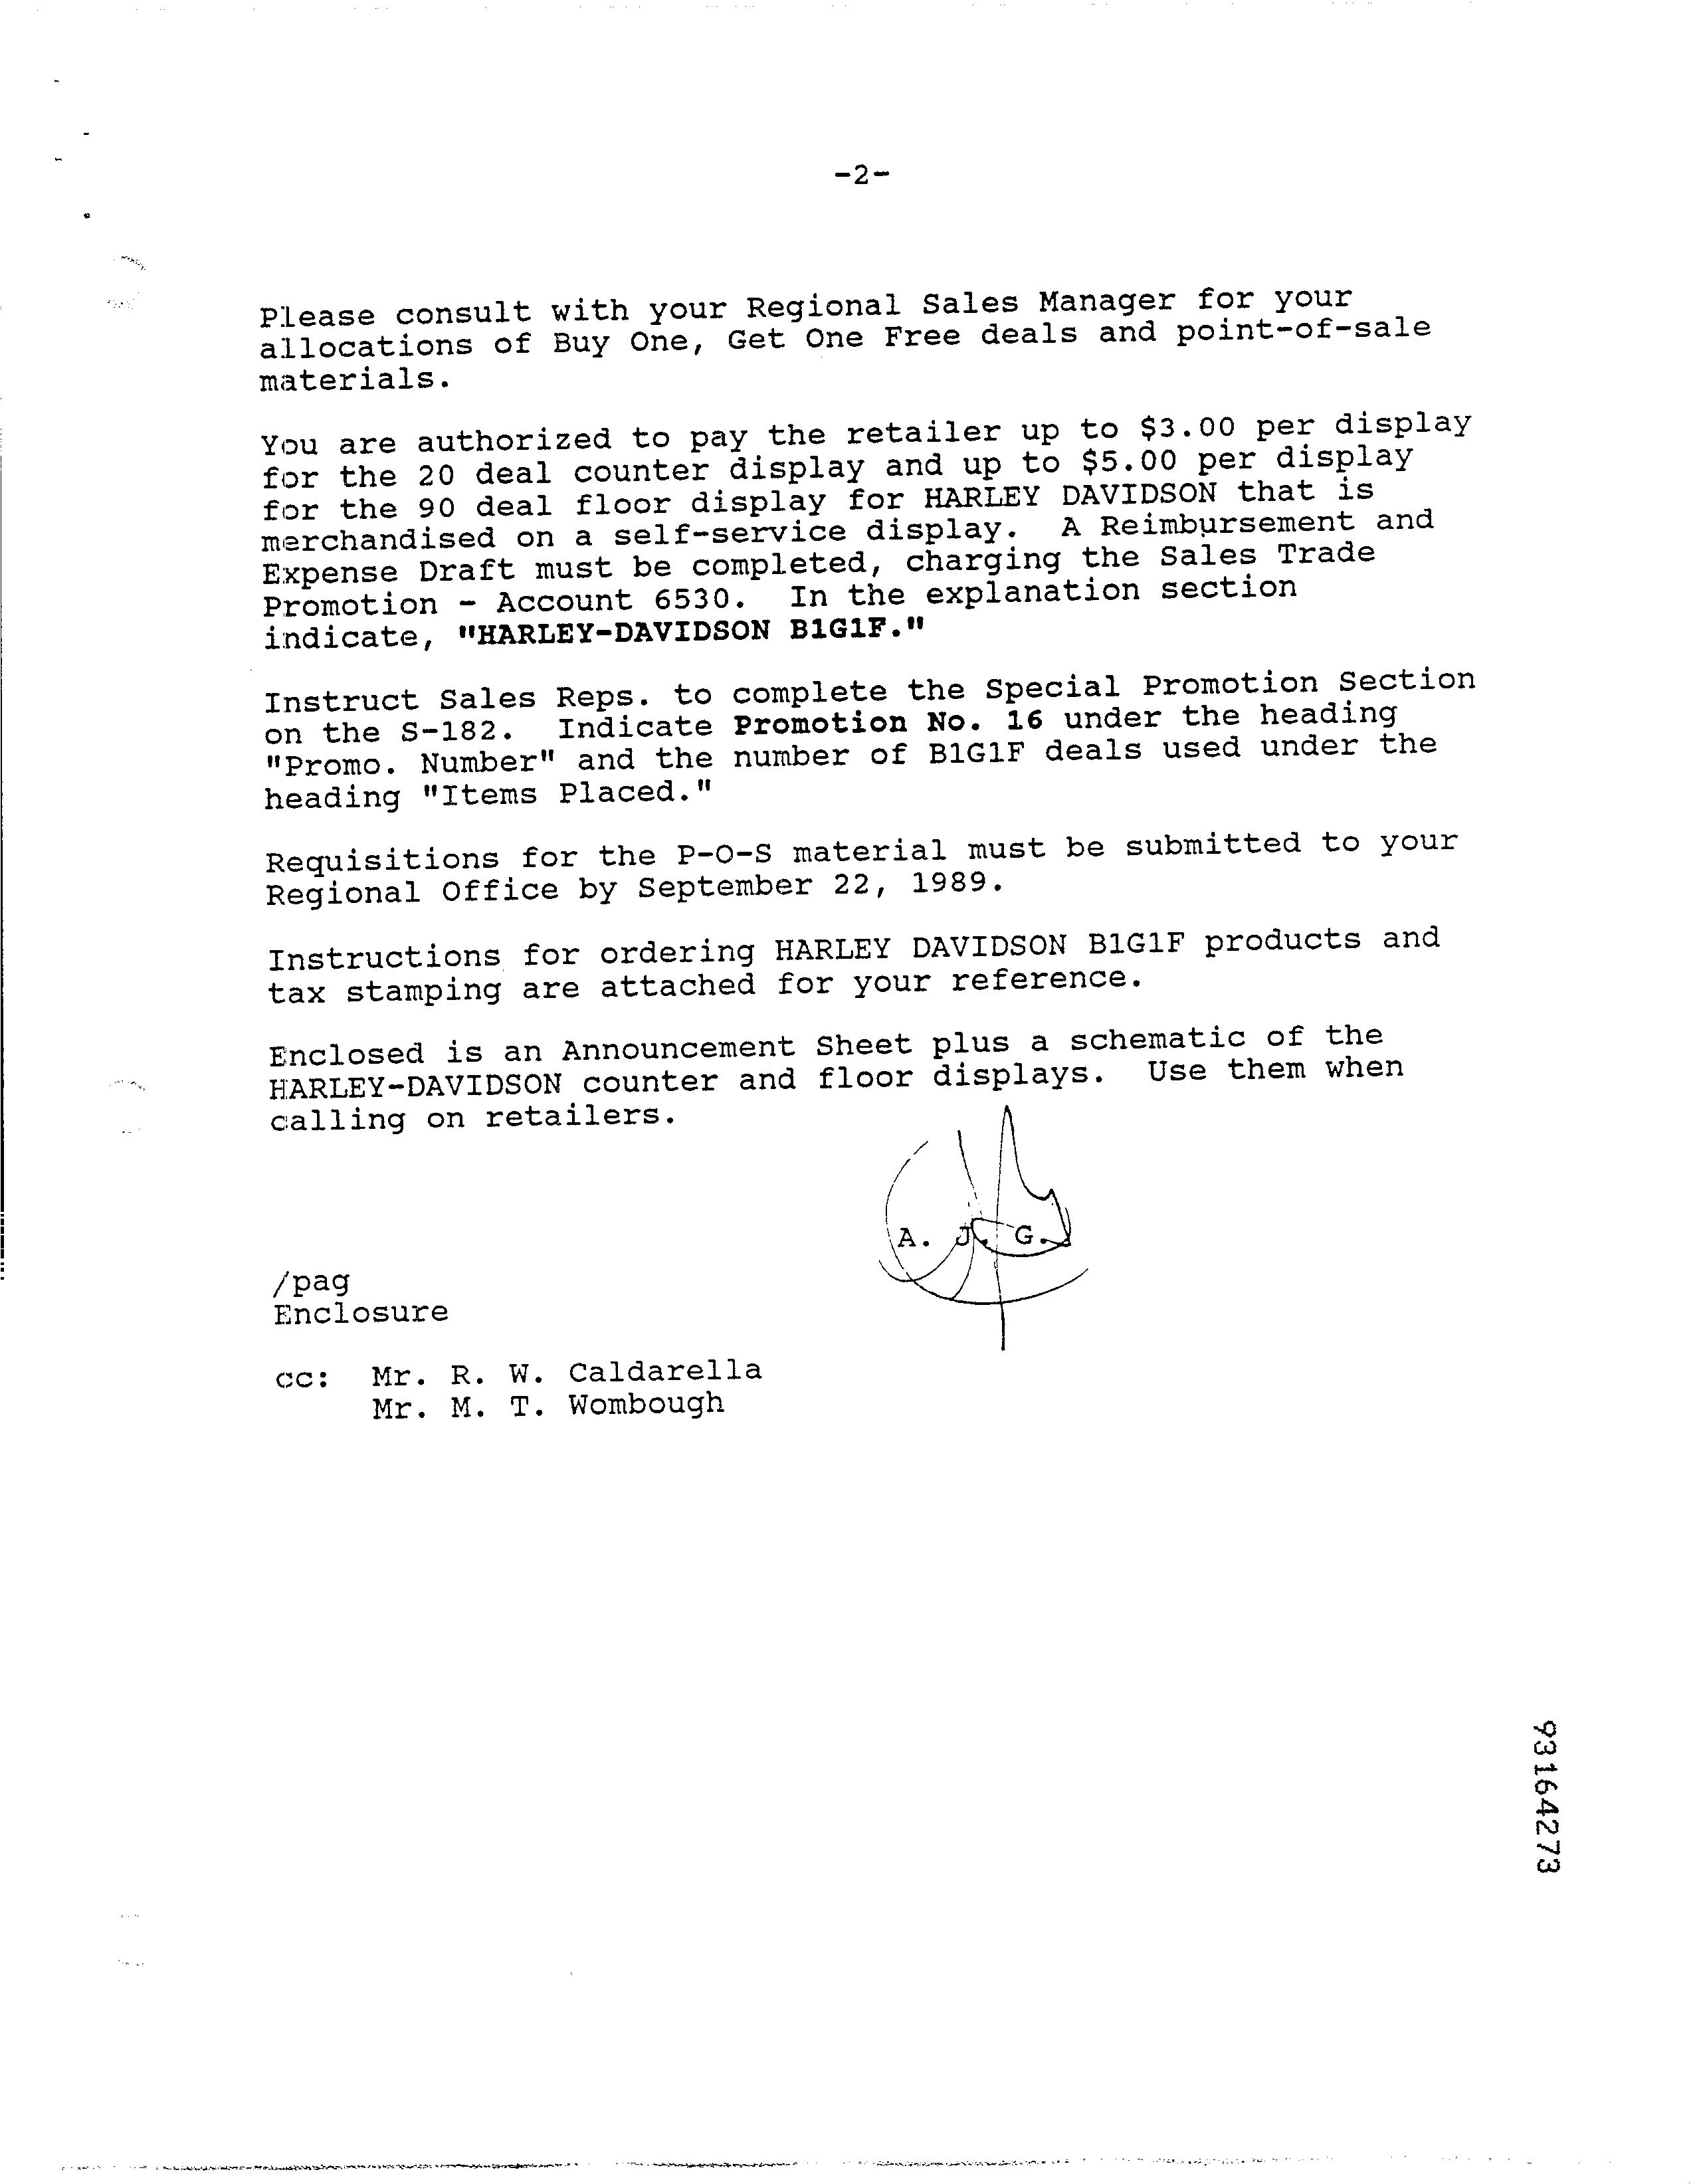 -2-
Please consult with your Regional Sales Manager for your
allocations of Buy One, Get One Free deals and point-of-sale
materials.
You are authorized to pay the retailer up to $3.00 per display
for the 20 deal counter display and up to $5.00 per display
for the 90 deal floor display for HARLEY DAVIDSON that is
merchandised on a self-service display. A Reimbursement and
Expense Draft must be completed, charging the Sales Trade
Promotion - Account 6530. In the explanation section
indicate, "HARLEY-DAVIDSON B1G1F."
Instruct Sales Reps. to complete the Special Promotion Section
on the S-182. Indicate Promotion No. 16 under the heading
"Promo. Number" and the number of B1G1F deals used under the
heading "Items Placed."
Requisitions for the P-O-S material must be submitted to your
Regional Office by September 22, 1989.
Instructions for ordering HARLEY DAVIDSON B1G1F products and
tax stamping are attached for your reference.
Enclosed is an Announcement Sheet plus a schematic of the
HARLEY-DAVIDSON counter and floor displays. Use them when
calling on retailers.
A. J. G.
/pag
Enclosure
cc: Mr. R. W. Caldarella
Mr. M. T. Wombough
93164273